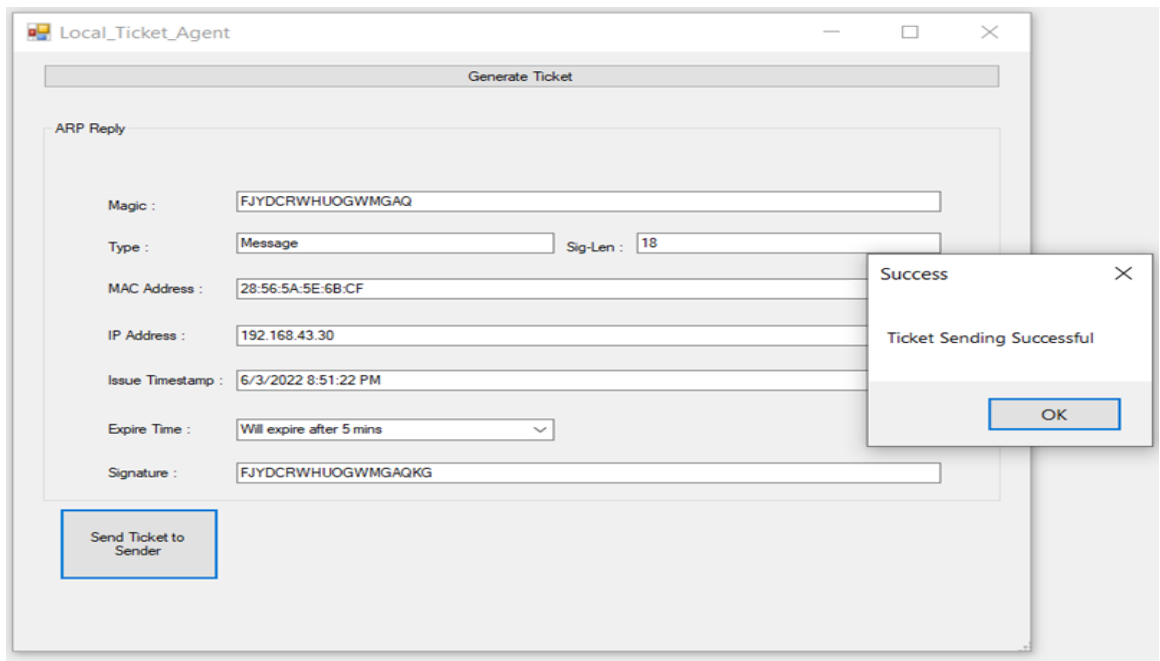 Local_Ticket_Agent
Generate Ticket
ARP Reply
Magic : FJYDCRWHUOGWMGAQ
Type : Message Sig-Len : 18
MAC Address : 28:56:5A:5E:6B:CF
IP Address : 192.168.43.30
Issue Timestamp : 6/3/2022 8:51:22 PM
Expire Time : Will expire after 5 mins
Signature : FJYDCRWHUOGWMGAQKG
Send Ticket to
Sender
Success
Ticket Sending Successful
OK